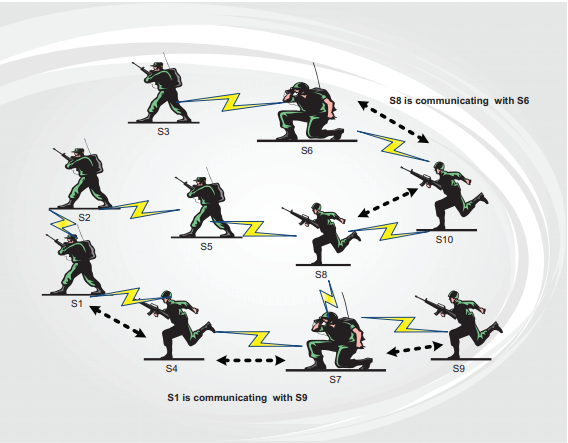 S8 is communicating with S6
S3
S6
S2
S5
S10
S8
S1
S4
S7
S9
S1 is communicating with S9